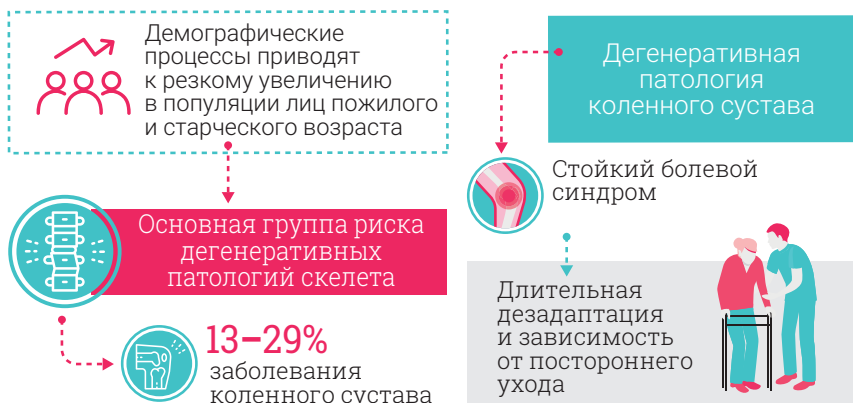 Демографические
процессы приводят
к резкому увеличению
в популяции лиц пожилого
и старческого возраста
Основная группа риска
дегенеративных
патологий скелета
13–29%
заболевания
коленного сустава
Дегенеративная
патология
коленного сустава
Стойкий болевой
синдром
Длительная
дезадаптация
и зависимость
от постороннего
ухода